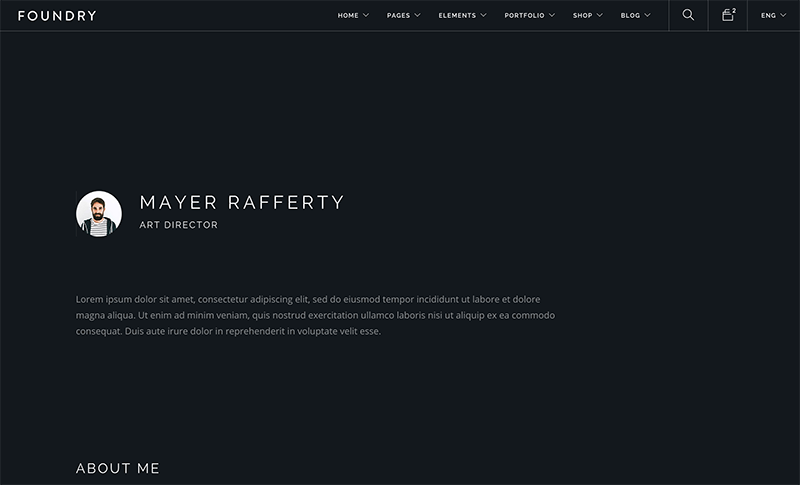 FOUNDRY
HOME PAGES ELEMENTS PORTFOLIO SHOP BLOG 2 ENG
MAYER RAFFERTY
ART DIRECTOR
Lorem ipsum dolor sit amet, consectetur adipiscing elit, sed do eiusmod tempor incididunt ut labore et dolore
magna aliqua. Ut enim ad minim veniam, quis nostrud exercitation ullamco laboris nisi ut aliquip ex ea commodo
consequat. Duis aute irure dolor in reprehenderit in voluptate velit esse.
ABOUT ME